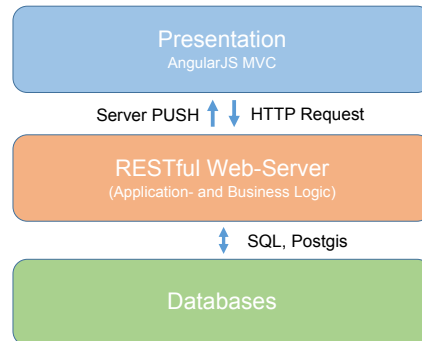 Presentation
AngularJS MVC
Server PUSH HTTP Request
RESTful Web-Server
(Application- and Business Logic)
SQL, Postgis
Databases